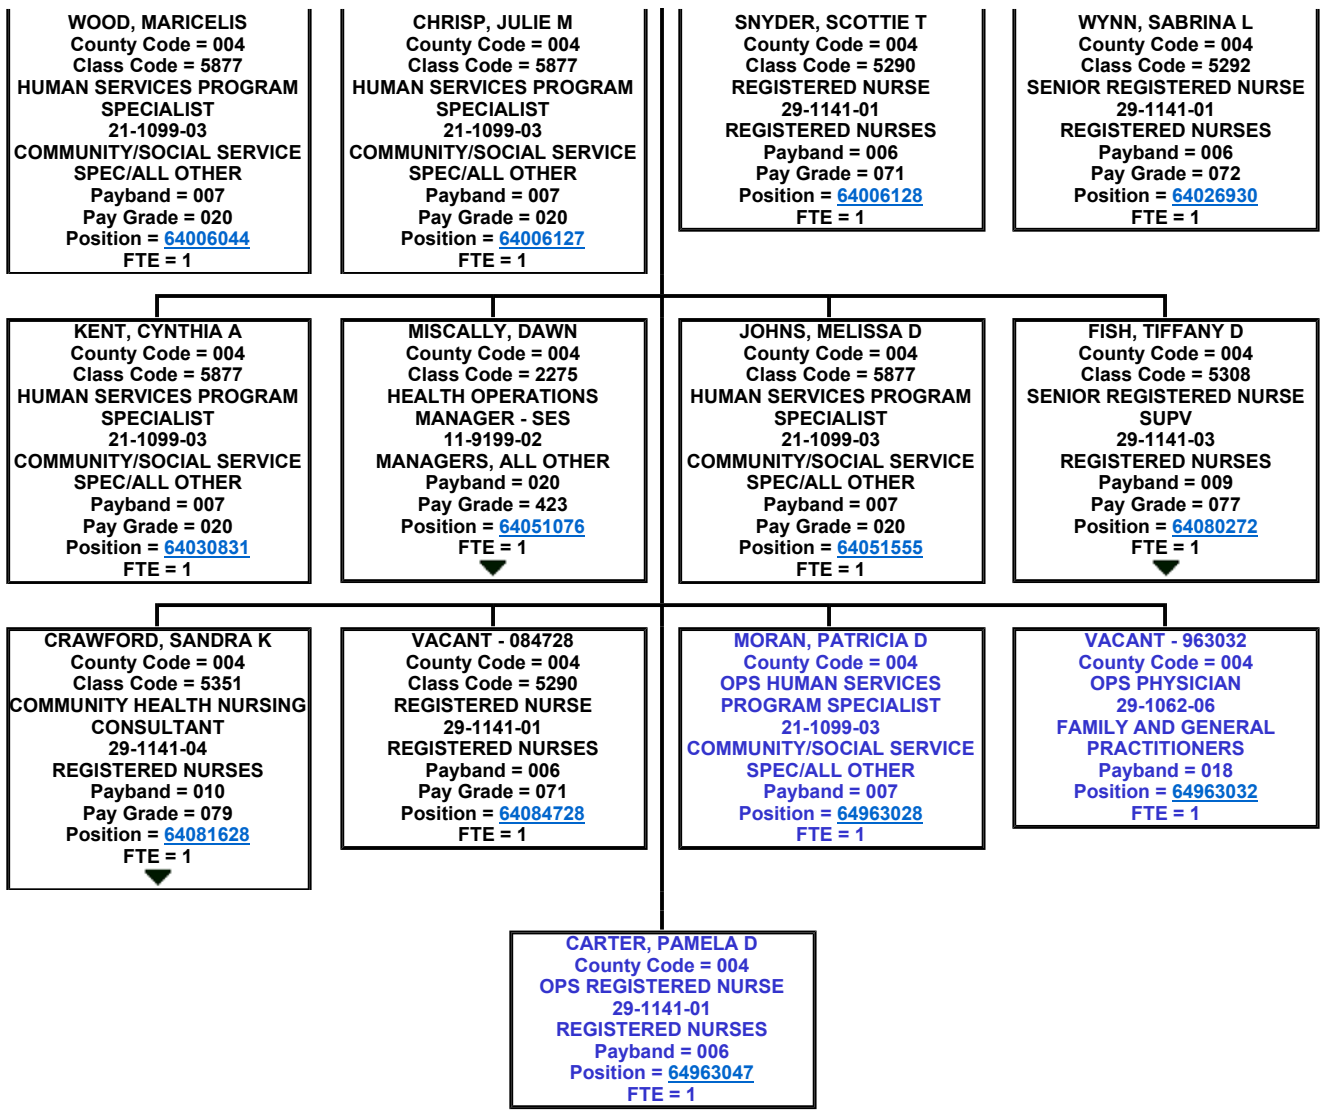 WOOD, MARICELIS
County Code = 004
Class Code = 5877
HUMAN SERVICES PROGRAM
SPECIALIST
21-1099-03
COMMUNITY/SOCIAL SERVICE
SPEC/ALL OTHER
Payband = 007
Pay Grade = 020
Position = 64006044
FTE = 1
CHRISP, JULIE M
County Code = 004
Class Code = 5877
HUMAN SERVICES PROGRAM
SPECIALIST
21-1099-03
COMMUNITY/SOCIAL SERVICE
SPEC/ALL OTHER
Payband = 007
Pay Grade = 020
Position = 64006127
FTE = 1
SNYDER, SCOTTIE T
County Code = 004
Class Code = 5290
REGISTERED NURSE
29-1141-01
REGISTERED NURSES
Payband = 006
Pay Grade = 071
Position = 64006128
FTE = 1
WYNN, SABRINA L
County Code = 004
Class Code = 5292
SENIOR REGISTERED NURSE
29-1141-01
REGISTERED NURSES
Payband = 006
Pay Grade = 072
Position = 64026930
FTE = 1
KENT, CYNTHIA A
County Code = 004
Class Code = 5877
HUMAN SERVICES PROGRAM
SPECIALIST
21-1099-03
COMMUNITY/SOCIAL SERVICE
SPEC/ALL OTHER
Payband = 007
Pay Grade = 020
Position = 64030831
FTE = 1
MISCALLY, DAWN
County Code = 004
Class Code = 2275
HEALTH OPERATIONS
MANAGER - SES
11-9199-02
MANAGERS, ALL OTHER
Payband = 020
Pay Grade = 423
Position = 64051076
FTE = 1
JOHNS, MELISSA D
County Code = 004
Class Code = 5877
HUMAN SERVICES PROGRAM
SPECIALIST
21-1099-03
COMMUNITY/SOCIAL SERVICE
SPEC/ALL OTHER
Payband = 007
Pay Grade = 020
Position = 64051555
FTE = 1
FISH, TIFFANY D
County Code = 004
Class Code = 5308
SENIOR REGISTERED NURSE
SUPV
29-1141-03
REGISTERED NURSES
Payband = 009
Pay Grade = 077
Position = 64080272
FTE = 1
CRAWFORD, SANDRA K
County Code = 004
Class Code = 5351
COMMUNITY HEALTH NURSING
CONSULTANT
29-1141-04
REGISTERED NURSES
Payband = 010
Pay Grade = 079
Position = 64081628
FTE = 1
VACANT - 084728
County Code = 004
Class Code = 5290
REGISTERED NURSE
29-1141-01
REGISTERED NURSES
Payband = 006
Pay Grade = 071
Position = 64084728
FTE = 1
MORAN, PATRICIA D
County Code = 004
OPS HUMAN SERVICES
PROGRAM SPECIALIST
21-1099-03
COMMUNITY/SOCIAL SERVICE
SPEC/ALL OTHER
Payband = 007
Position = 64963028
FTE = 1
VACANT - 963032
County Code = 004
OPS PHYSICIAN
29-1062-06
FAMILY AND GENERAL
PRACTITIONERS
Payband = 018
Position = 64963032
FTE = 1
CARTER, PAMELA D
County Code = 004
OPS REGISTERED NURSE
29-1141-01
REGISTERED NURSES
Payband = 006
Position = 64963047
FTE = 1